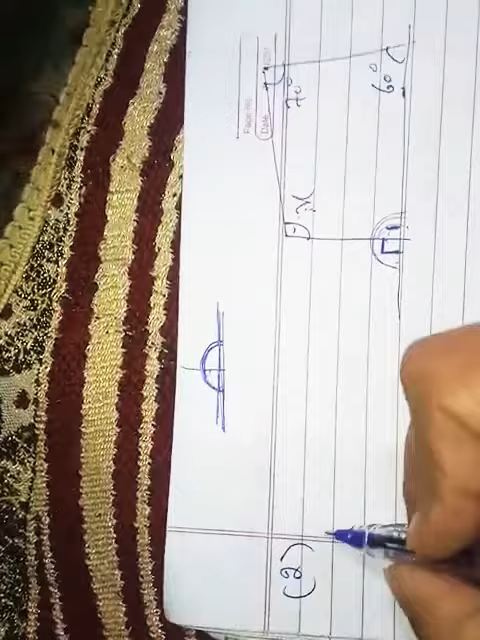 Page No.
Date
70°
60°
x
(2)